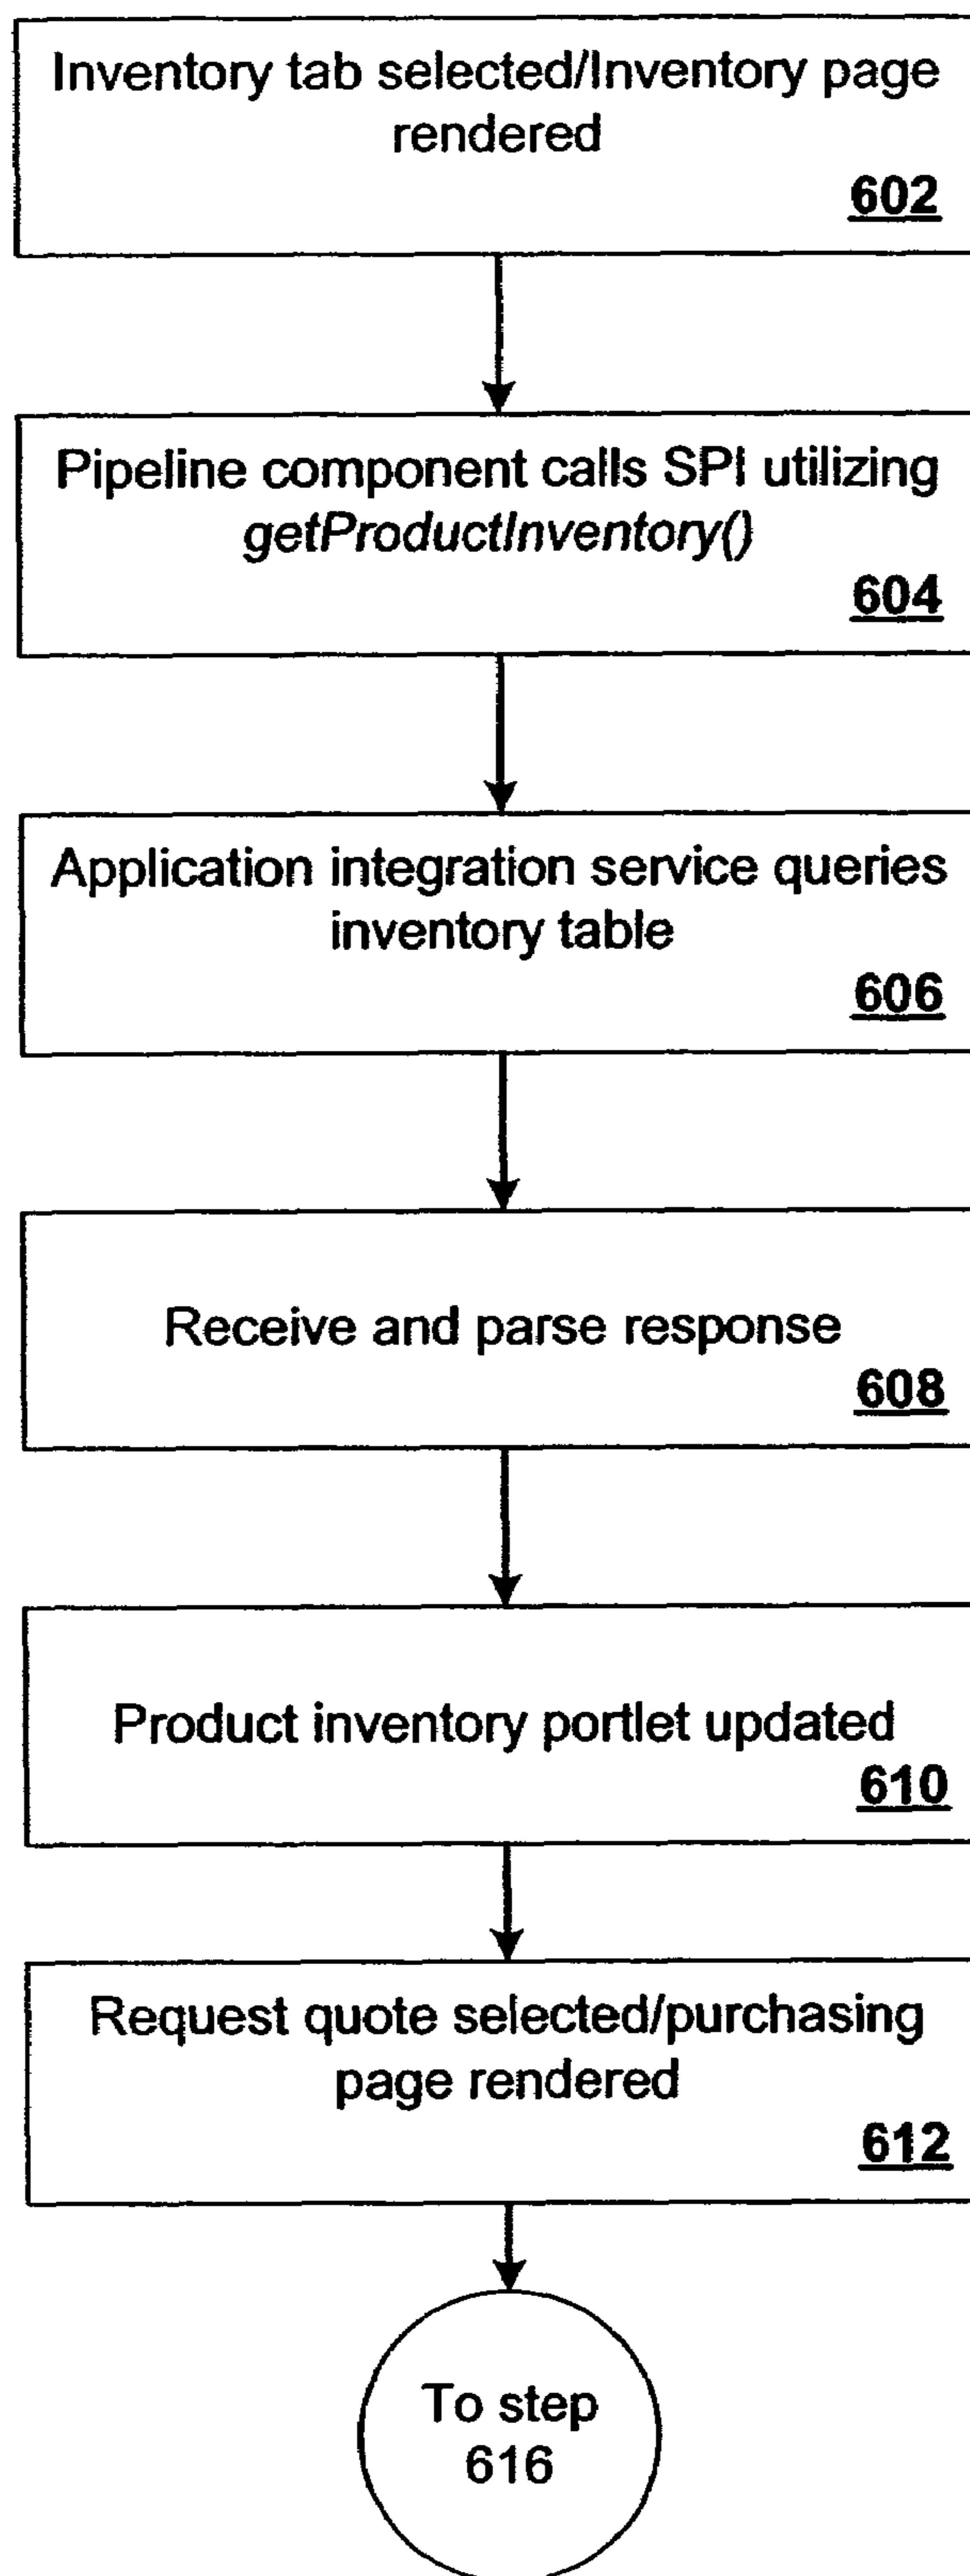 Inventory tab selected/Inventory page
rendered
602
Pipeline component calls SPI utilizing
getProductInventory()
604
Application integration service queries
inventory table
606
Receive and parse response
608
Product inventory portlet updated
610
Request quote selected/purchasing
page rendered
612
To step
616